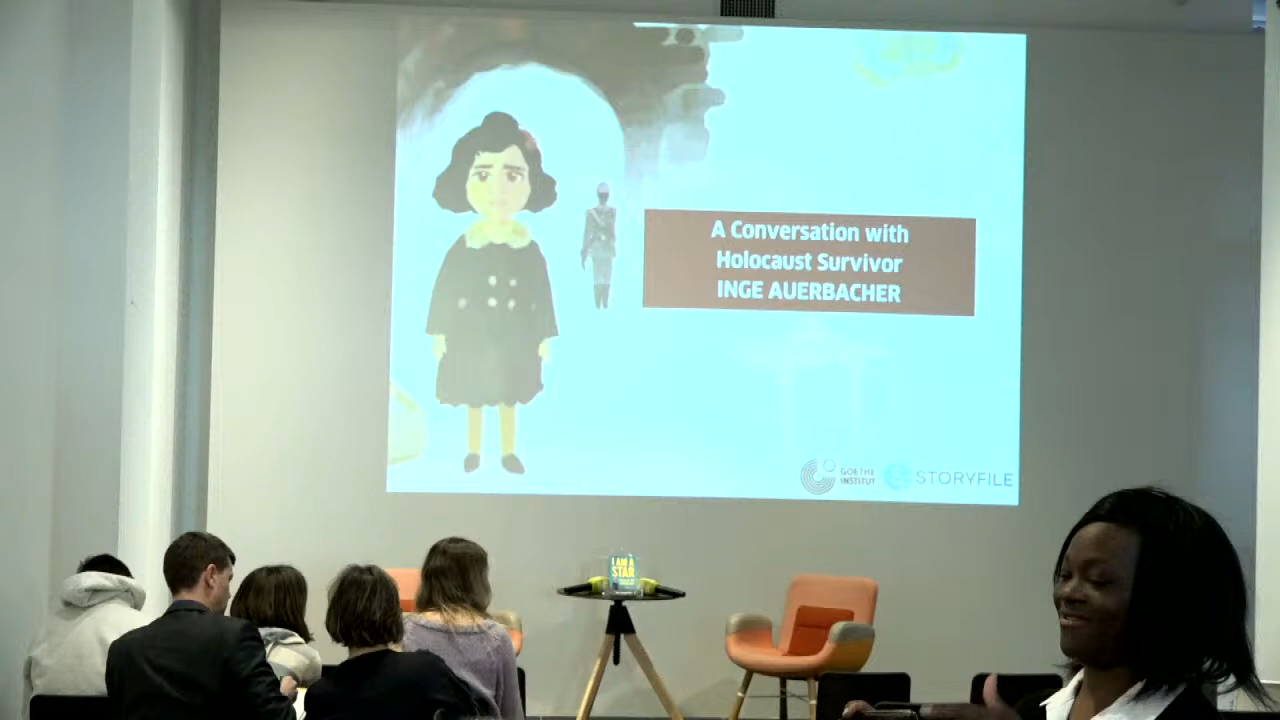 A Conversation with
Holocaust Survivor
INGE AUERBACHER
GOETHE
INSTITUT
STORYFILE
I AM A
STAR